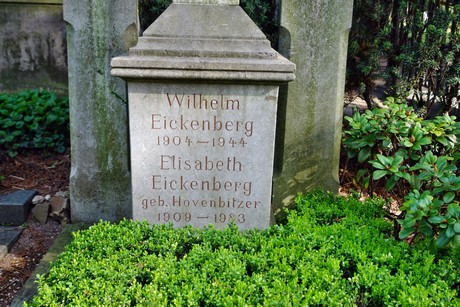 Wilhelm
Eickenberg
1904–1944
Elisabeth
Eickenberg
geb. Hovenbitzer
1909–1983